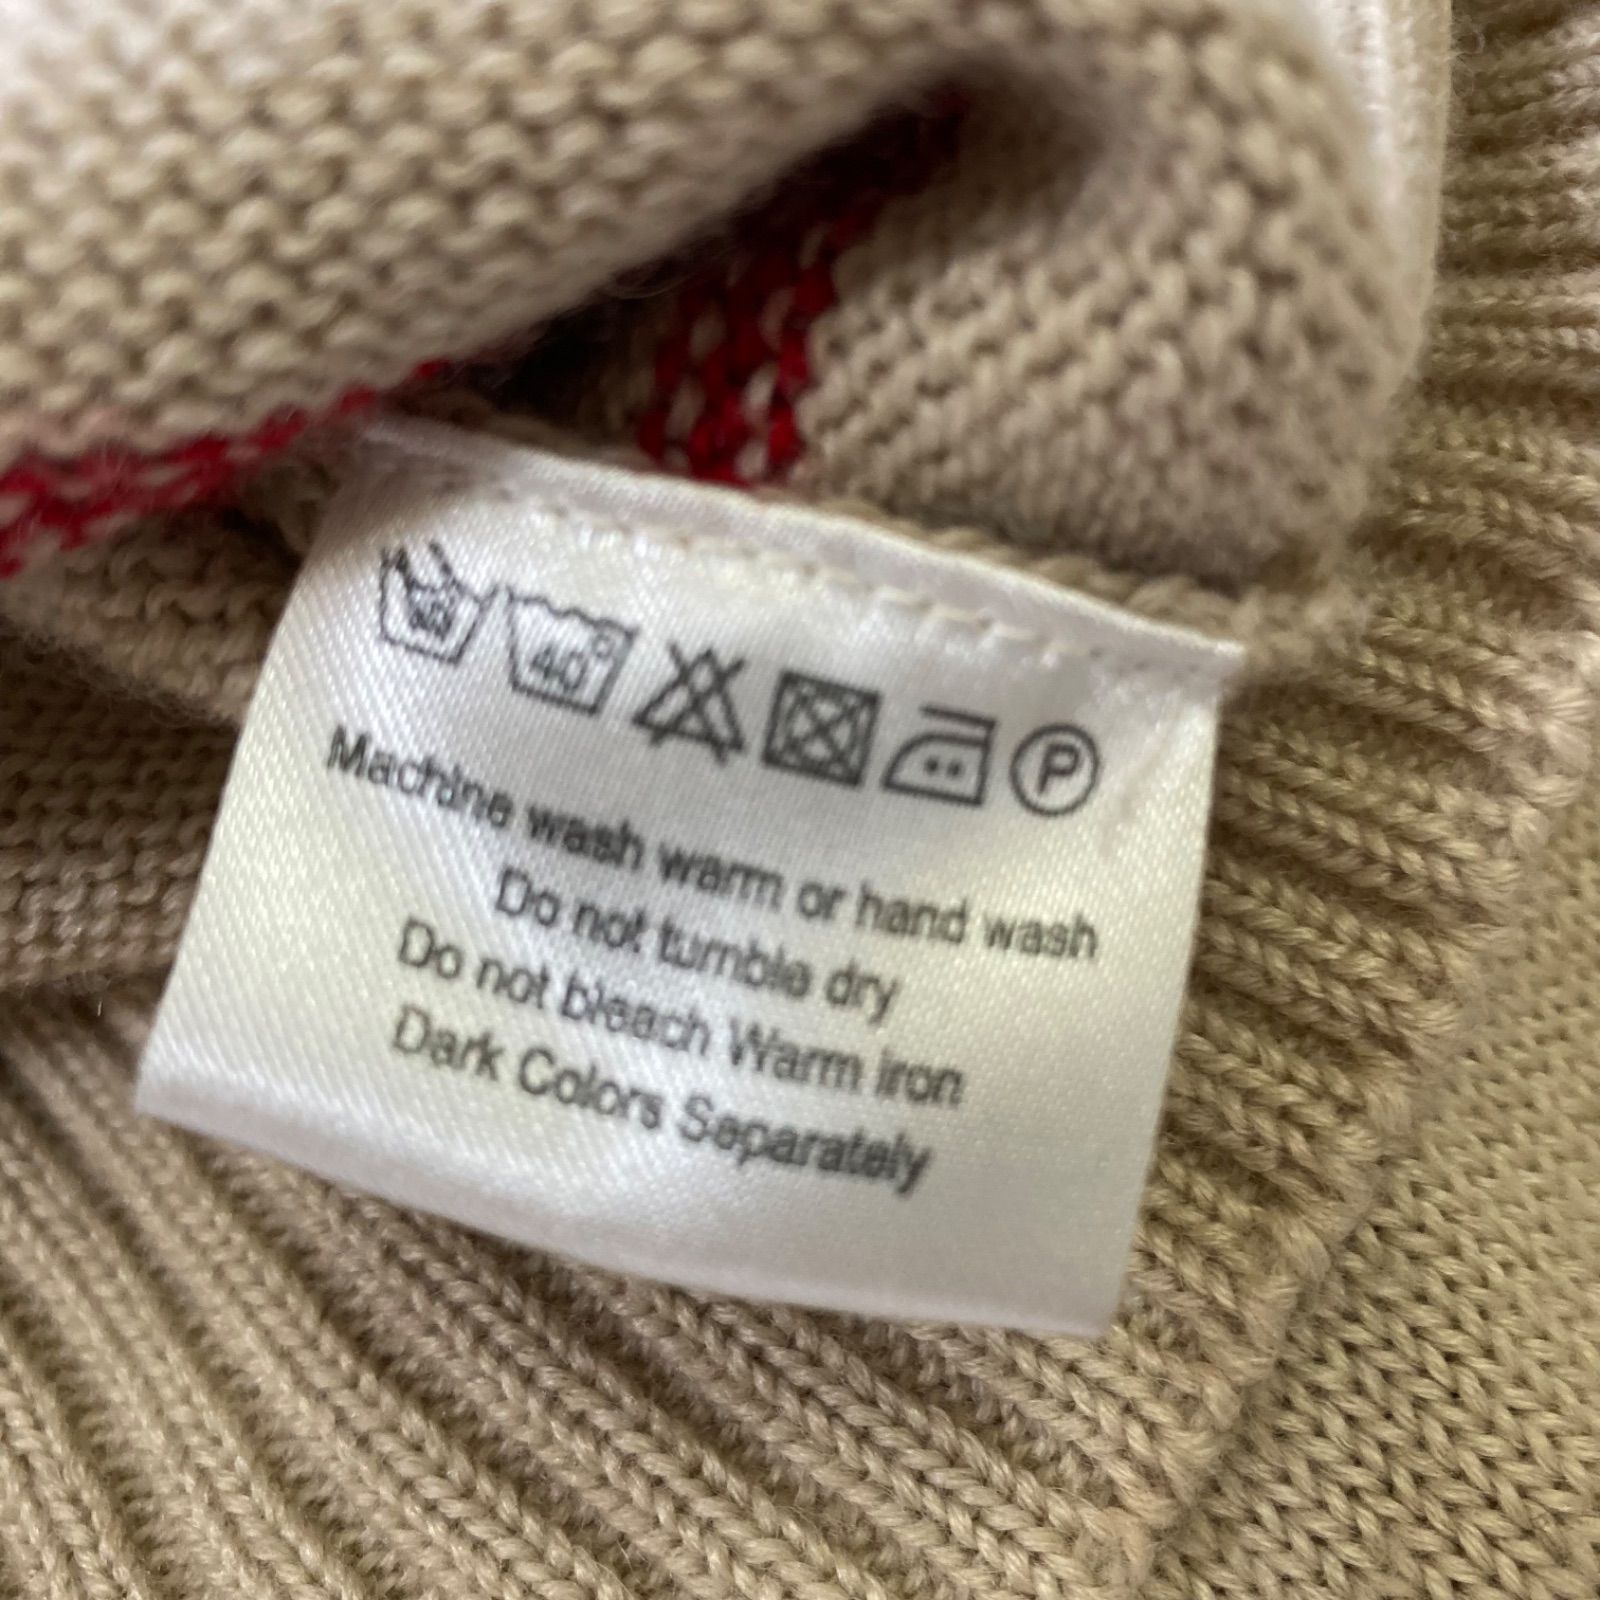 40°
P
Machine wash warm or hand wash
Do not tumble dry
Do not bleach Warm iron
Dark Colors Separately